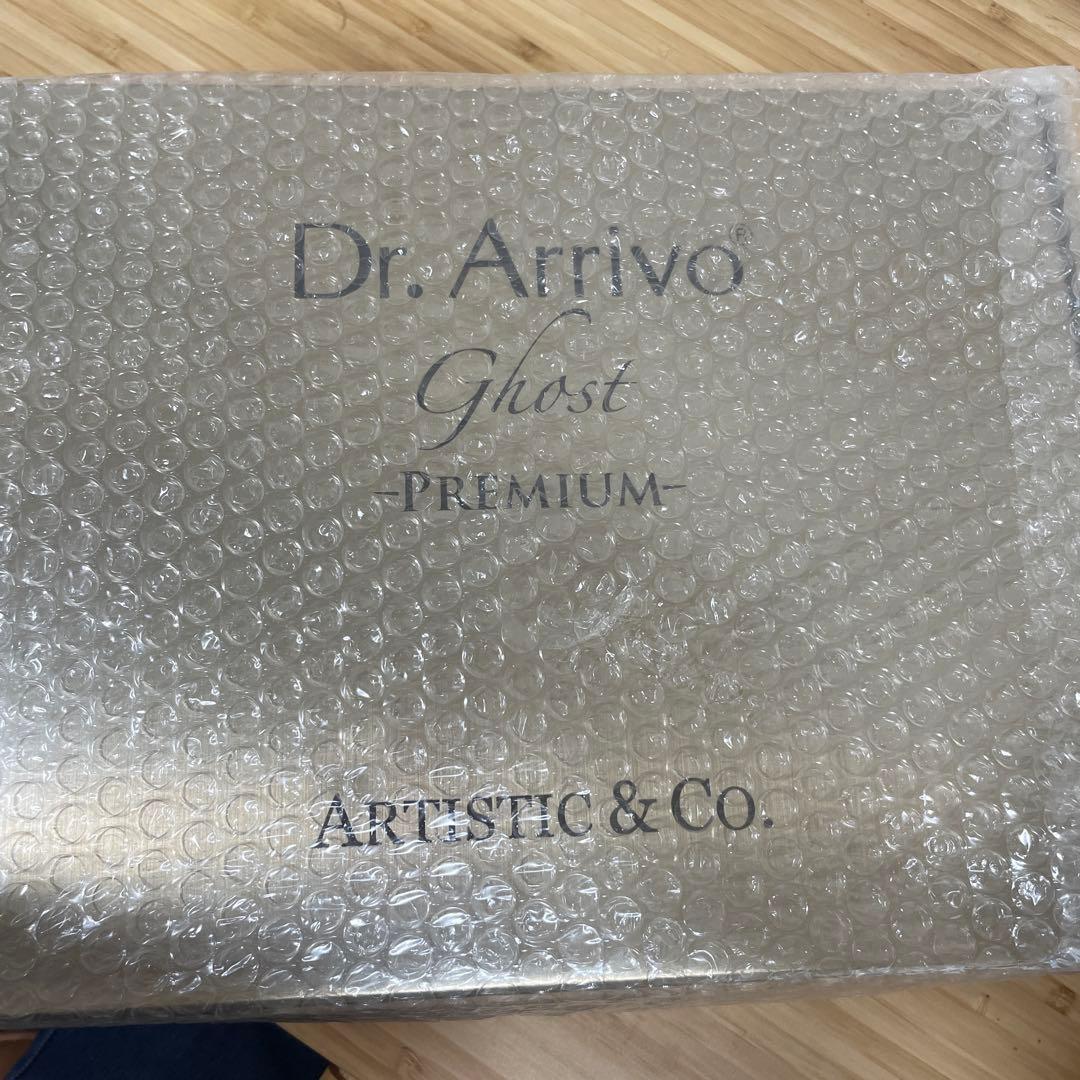 Dr. Arrivo®
Ghost
-PREMIUM-
ARTISTIC & CO.